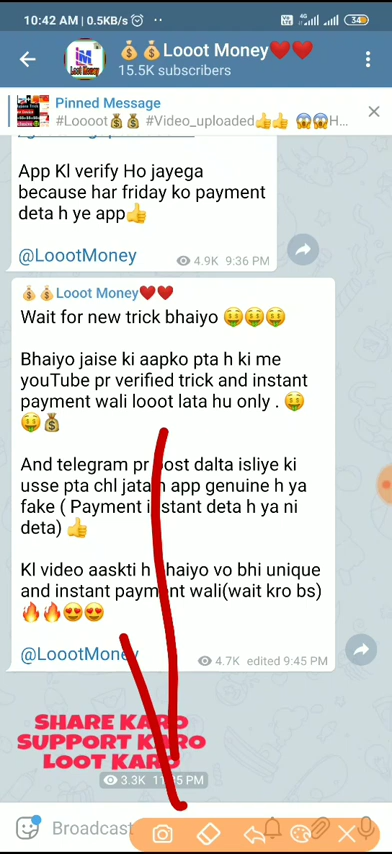 10:42 AM | 0.5KB/s
4G
34
💰💰Looot Money❤️❤️
15.5K subscribers
Pinned Message
#Loooot💰💰 #Video_uploaded👍👍 😱😱H...
App Kl verify Ho jayega
because har friday ko payment
deta h ye app👍
@LoootMoney
4.9K 9:36 PM
💰💰Looot Money❤️❤️
Wait for new trick bhaiyo 🤑🤑🤑
Bhaiyo jaise ki aapko pta h ki me
youTube pr verified trick and instant
payment wali looot lata hu only . 🤑
🤑💰
And telegram pr post dalta isliye ki
usse pta chl jata h app genuine h ya
fake ( Payment instant deta h ya ni
deta) 👍
Kl video aaskti h bhaiyo vo bhi unique
and instant payment wali(wait kro bs)
🔥🔥😍😍
@LoootMoney
4.7K edited 9:45 PM
SHARE KARO
SUPPORT KARO
LOOT KARO
3.3K PM
Broadcast